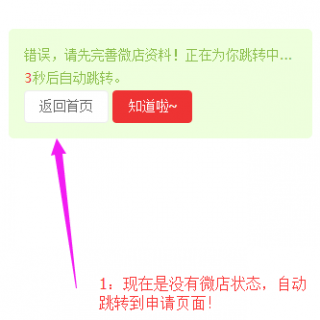 错误，请先完善微店资料！正在为你跳转中...
3秒后自动跳转。
返回首页 知道啦~
1：现在是没有微店状态，自动
跳转到申请页面！